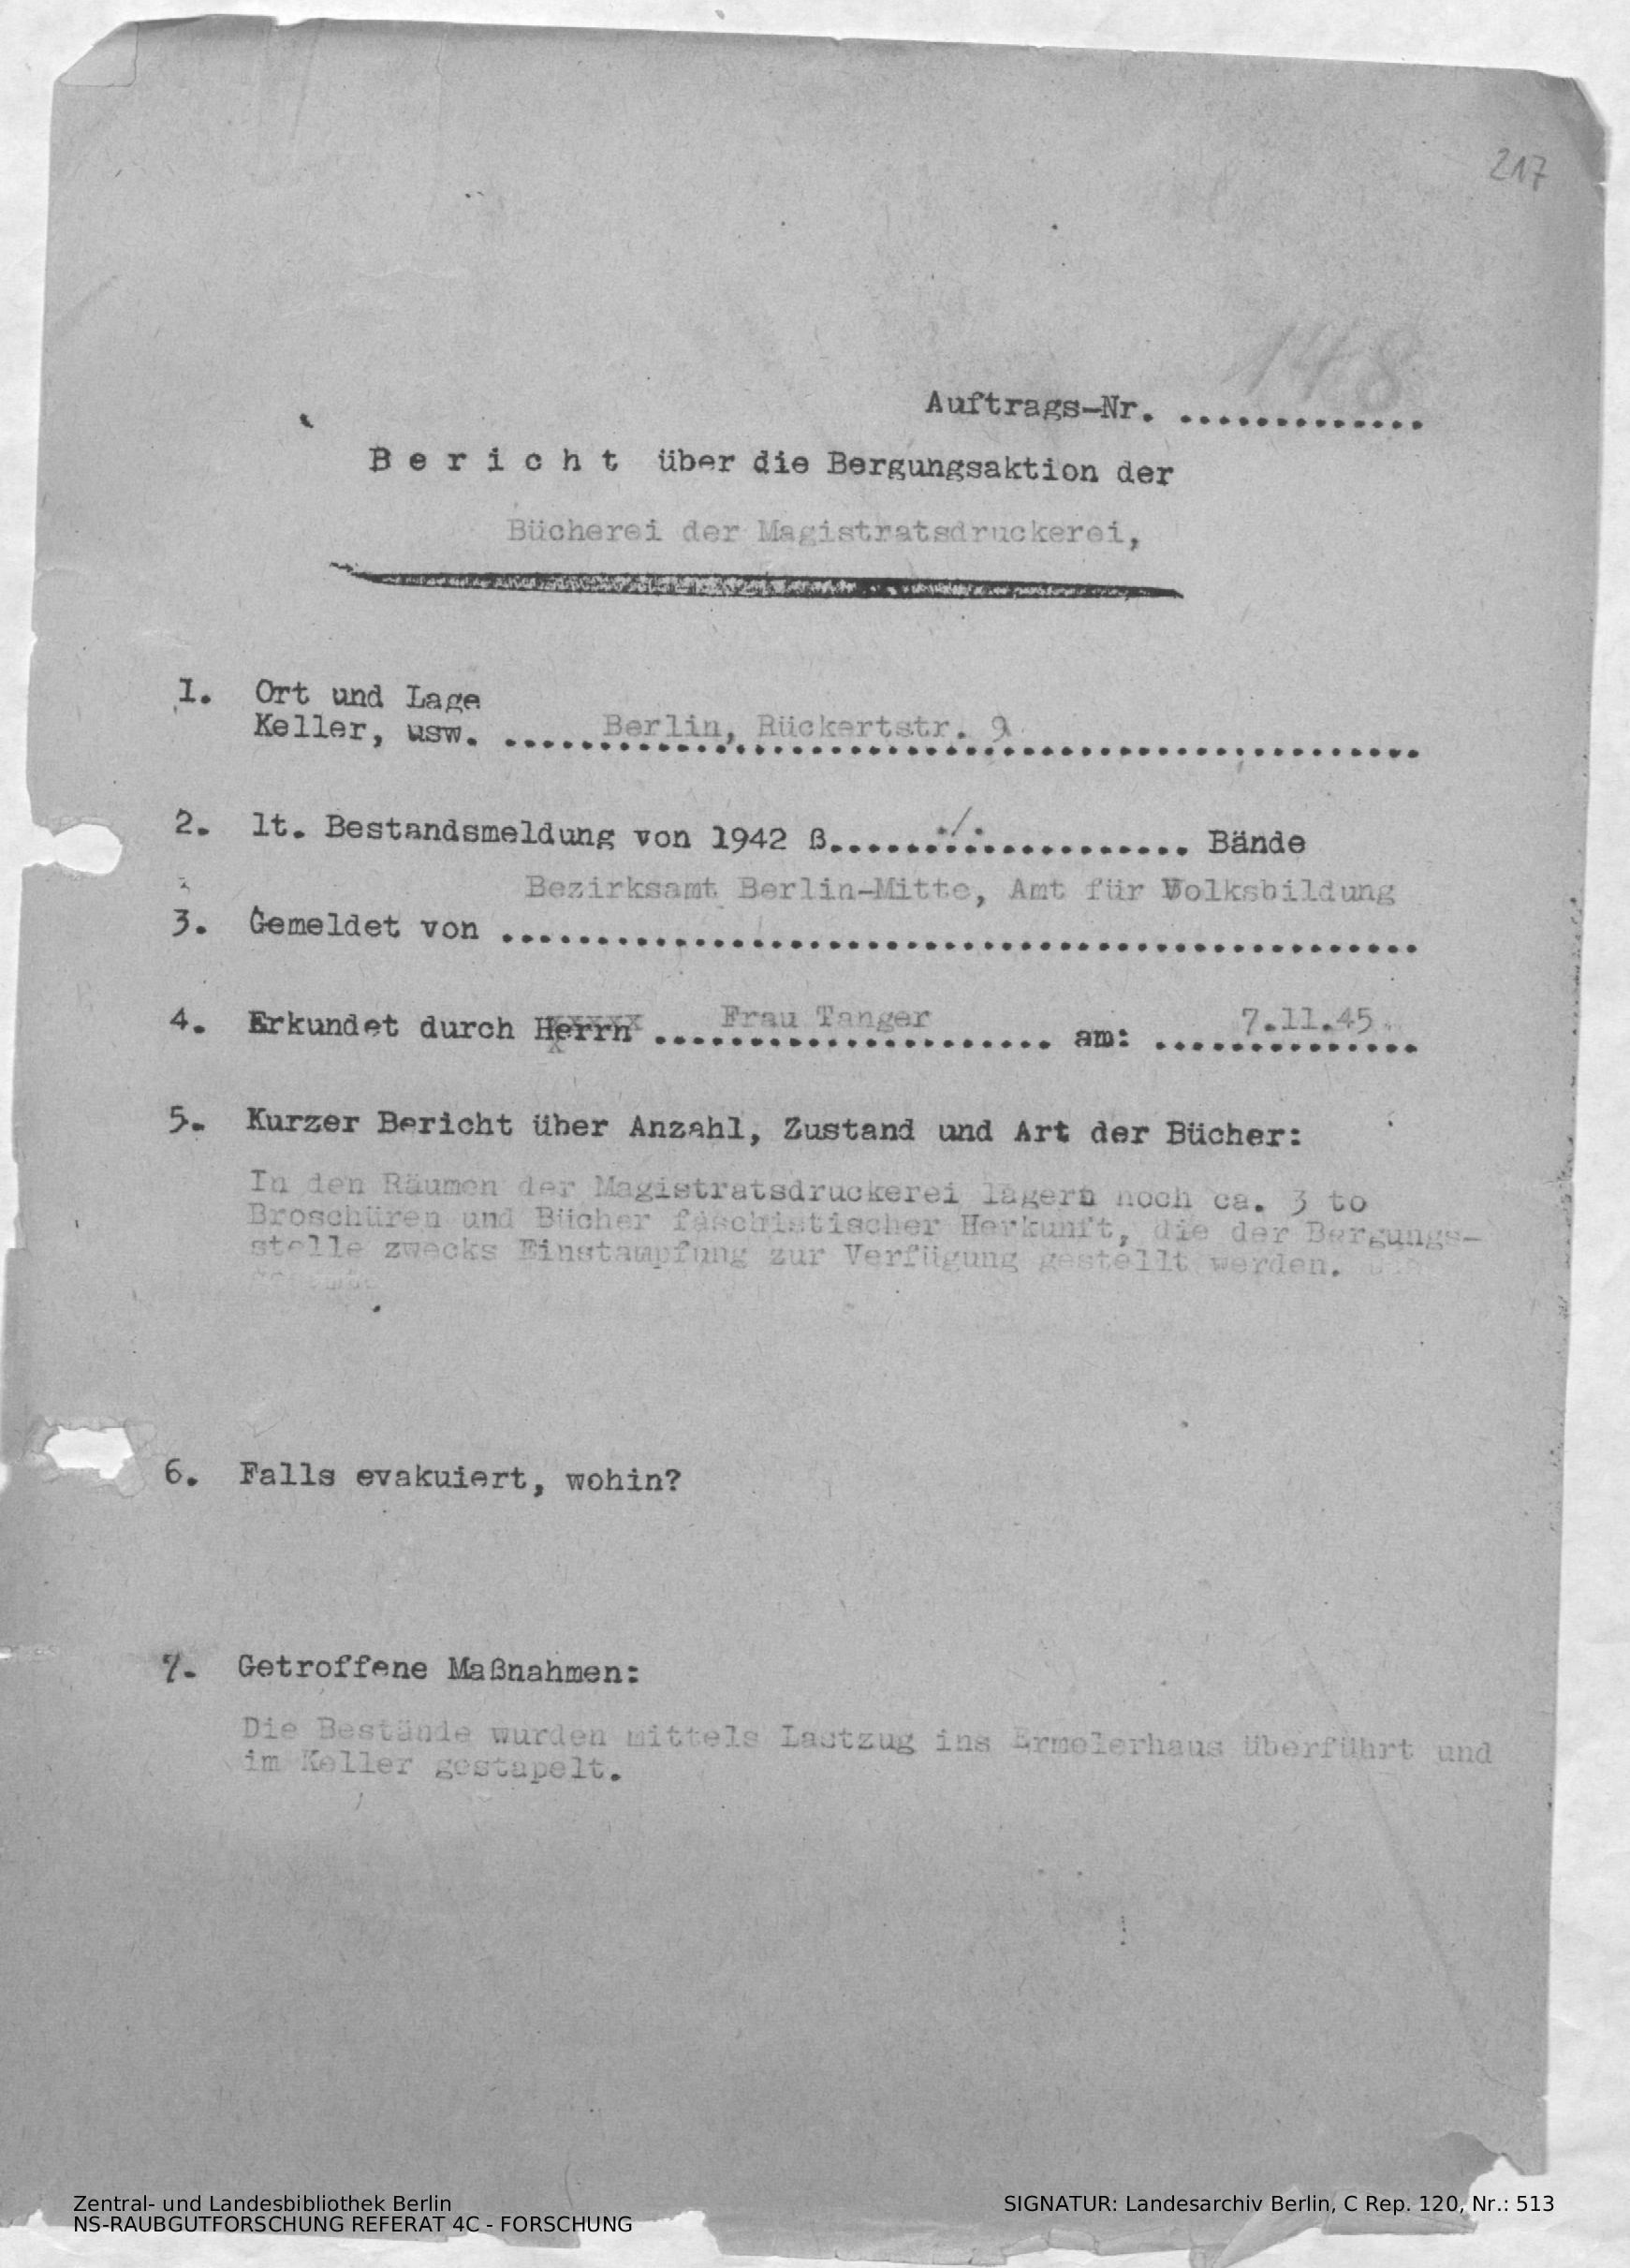 217
148
Auftrags-Nr. .............
B e r i c h t über die Bergungsaktion der
Bücherei der Magistratsdruckerei,
1. Ort und Lage
Keller, usw. ..... Berlin, Rückertstr. 9 .....
2. lt. Bestandsmeldung von 1942 ß..... ./. ..... Bände
Bezirksamt Berlin-Mitte, Amt für Volksbildung
3. Gemeldet von ................................................
4. Erkundet durch Herrn ..... Frau Tanger ..... am: 7.11.45
5. Kurzer Bericht über Anzahl, Zustand und Art der Bücher:
In den Räumen der Magistratsdruckerei lagern noch ca. 3 to
Broschüren und Bücher faschistischer Herkunft, die der Bergungs-
stelle zwecks Einstampfung zur Verfügung gestellt werden.
6. Falls evakuiert, wohin?
7. Getroffene Maßnahmen:
Die Bestände wurden mittels Lastzug ins Ermelerhaus überführt und
im Keller gestapelt.
Zentral- und Landesbibliothek Berlin
NS-RAUBGUTFORSCHUNG REFERAT 4C - FORSCHUNG
SIGNATUR: Landesarchiv Berlin, C Rep. 120, Nr.: 513